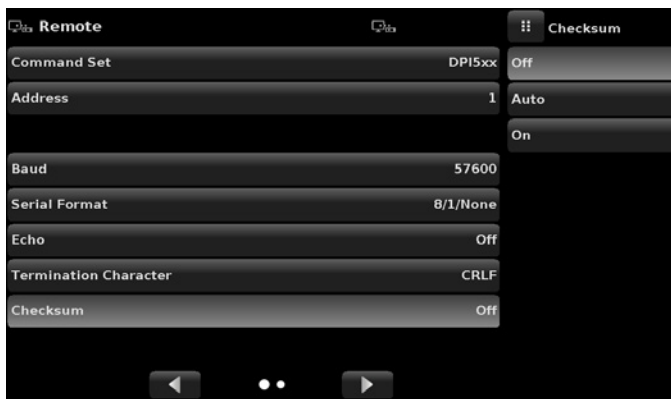 Remote
Command Set DPI5xx
Address 1
Baud 57600
Serial Format 8/1/None
Echo Off
Termination Character CRLF
Checksum Off
Checksum
Off
Auto
On